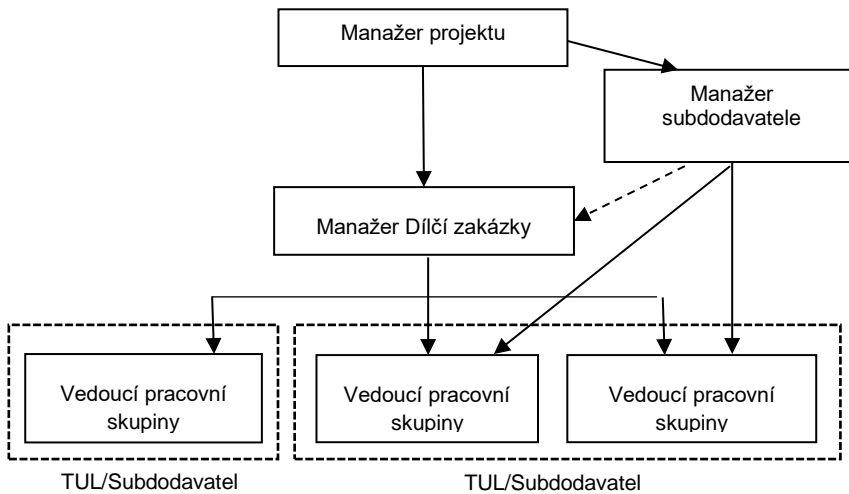 Manažer projektu
Manažer
subdodavatele
Manažer Dílčí zakázky
Vedoucí pracovní
skupiny
Vedoucí pracovní
skupiny
Vedoucí pracovní
skupiny
TUL/Subdodavatel
TUL/Subdodavatel